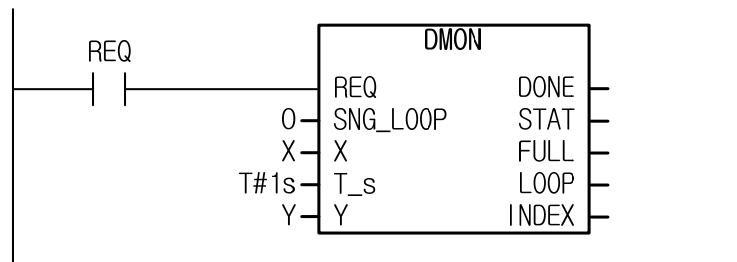 DMON
REQ
REQ DONE
0 SNG_LOOP STAT
X X FULL
T#1s T_s LOOP
Y Y INDEX